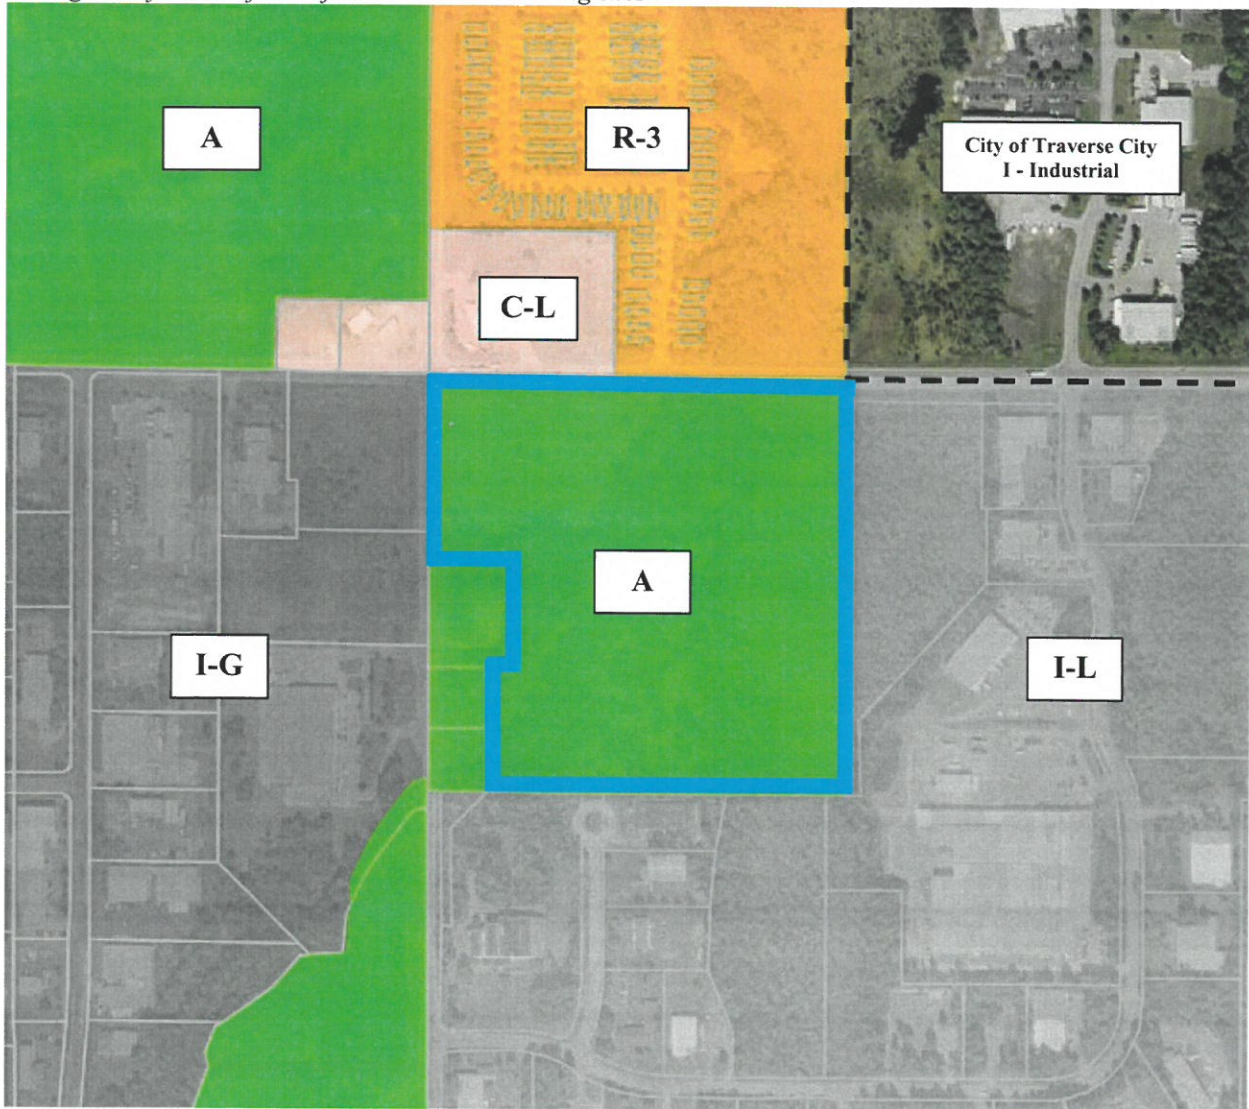 A
R-3
City of Traverse City
I - Industrial
C-L
A
I-G
I-L